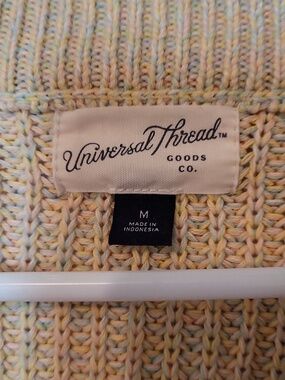 Universal Thread™
GOODS
CO.
M
MADE IN
INDONESIA